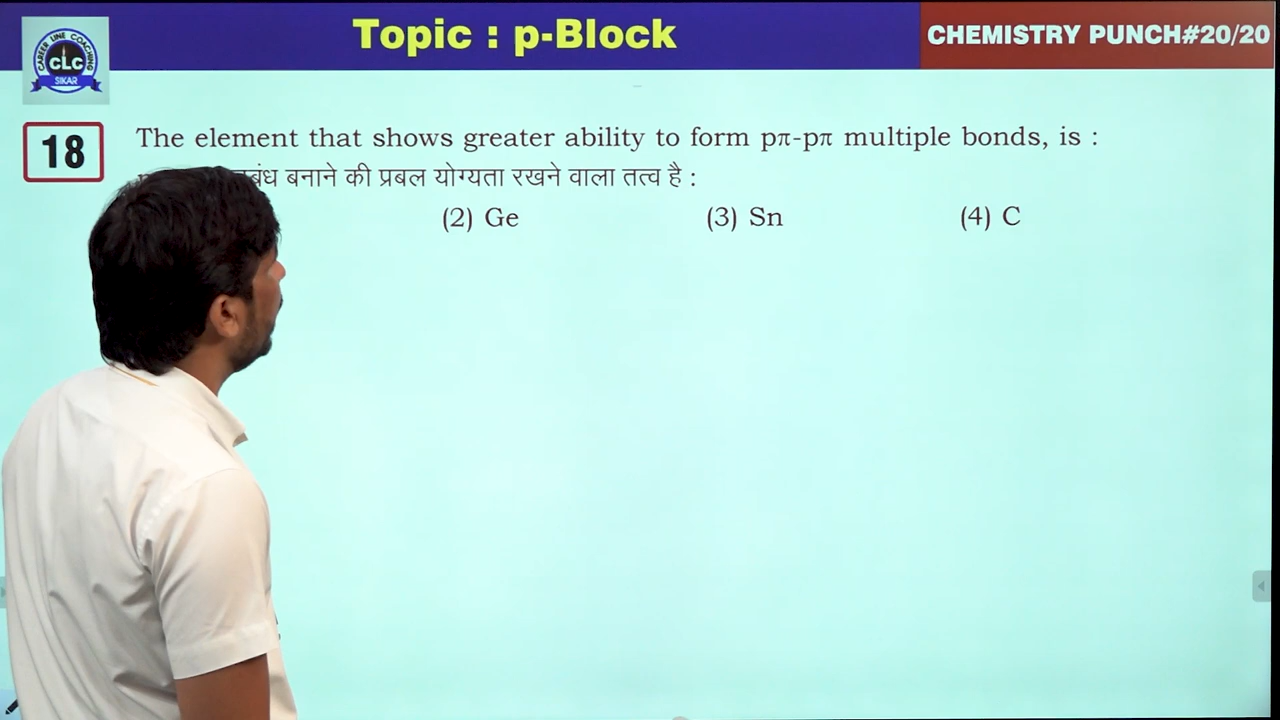 Topic : p-Block
CHEMISTRY PUNCH#20/20
CAREER LINE COACHING
CLC
SIKAR
18
The element that shows greater ability to form pπ-pπ multiple bonds, is :
बनाने की प्रबल योग्यता रखने वाला तत्व है :
(2) Ge (3) Sn (4) C